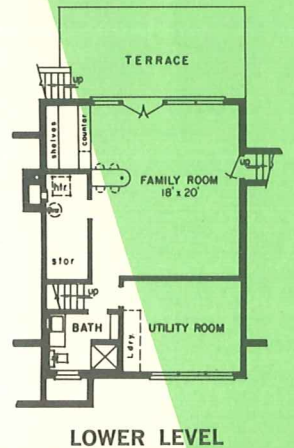 TERRACE
up
shelves
counter
up
FAMILY ROOM
18' x 20'
htr.
stor
up
BATH
UTILITY ROOM
Ldry.
LOWER LEVEL